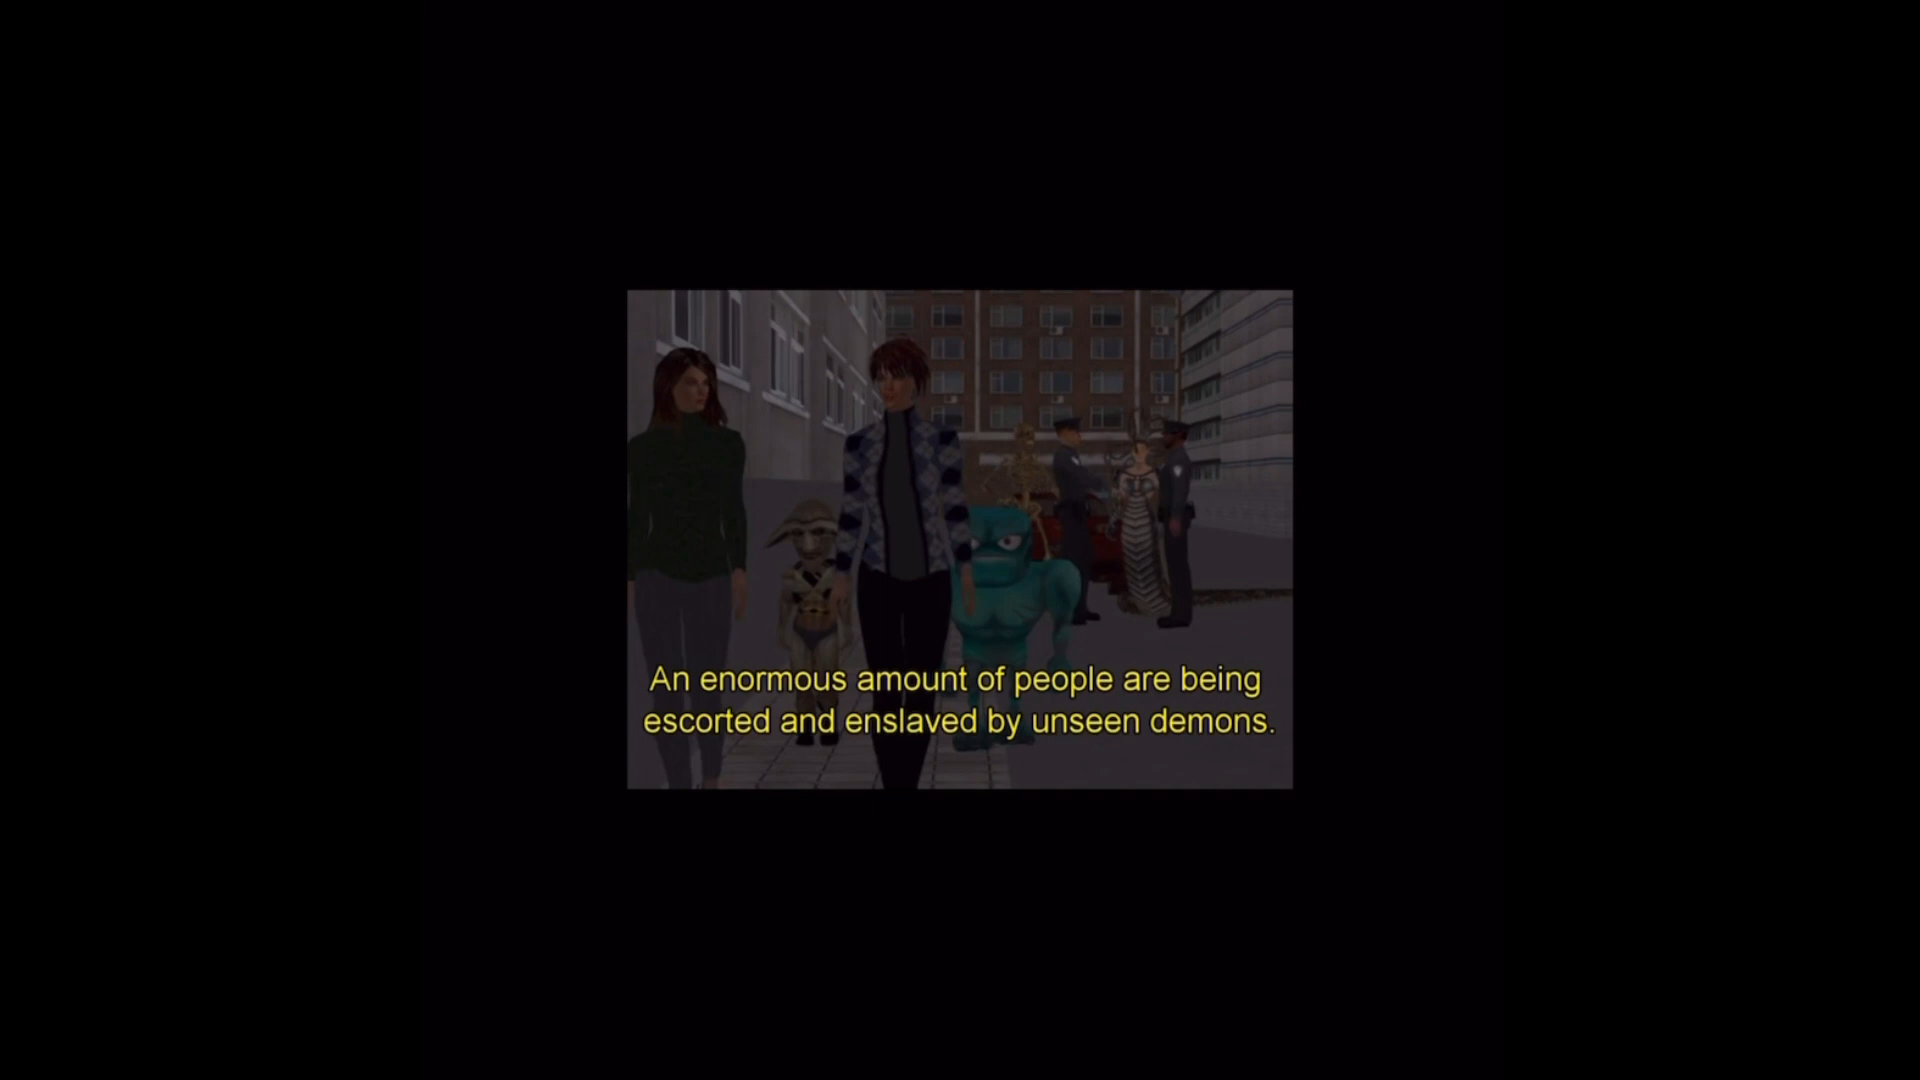 An enormous amount of people are being
escorted and enslaved by unseen demons.